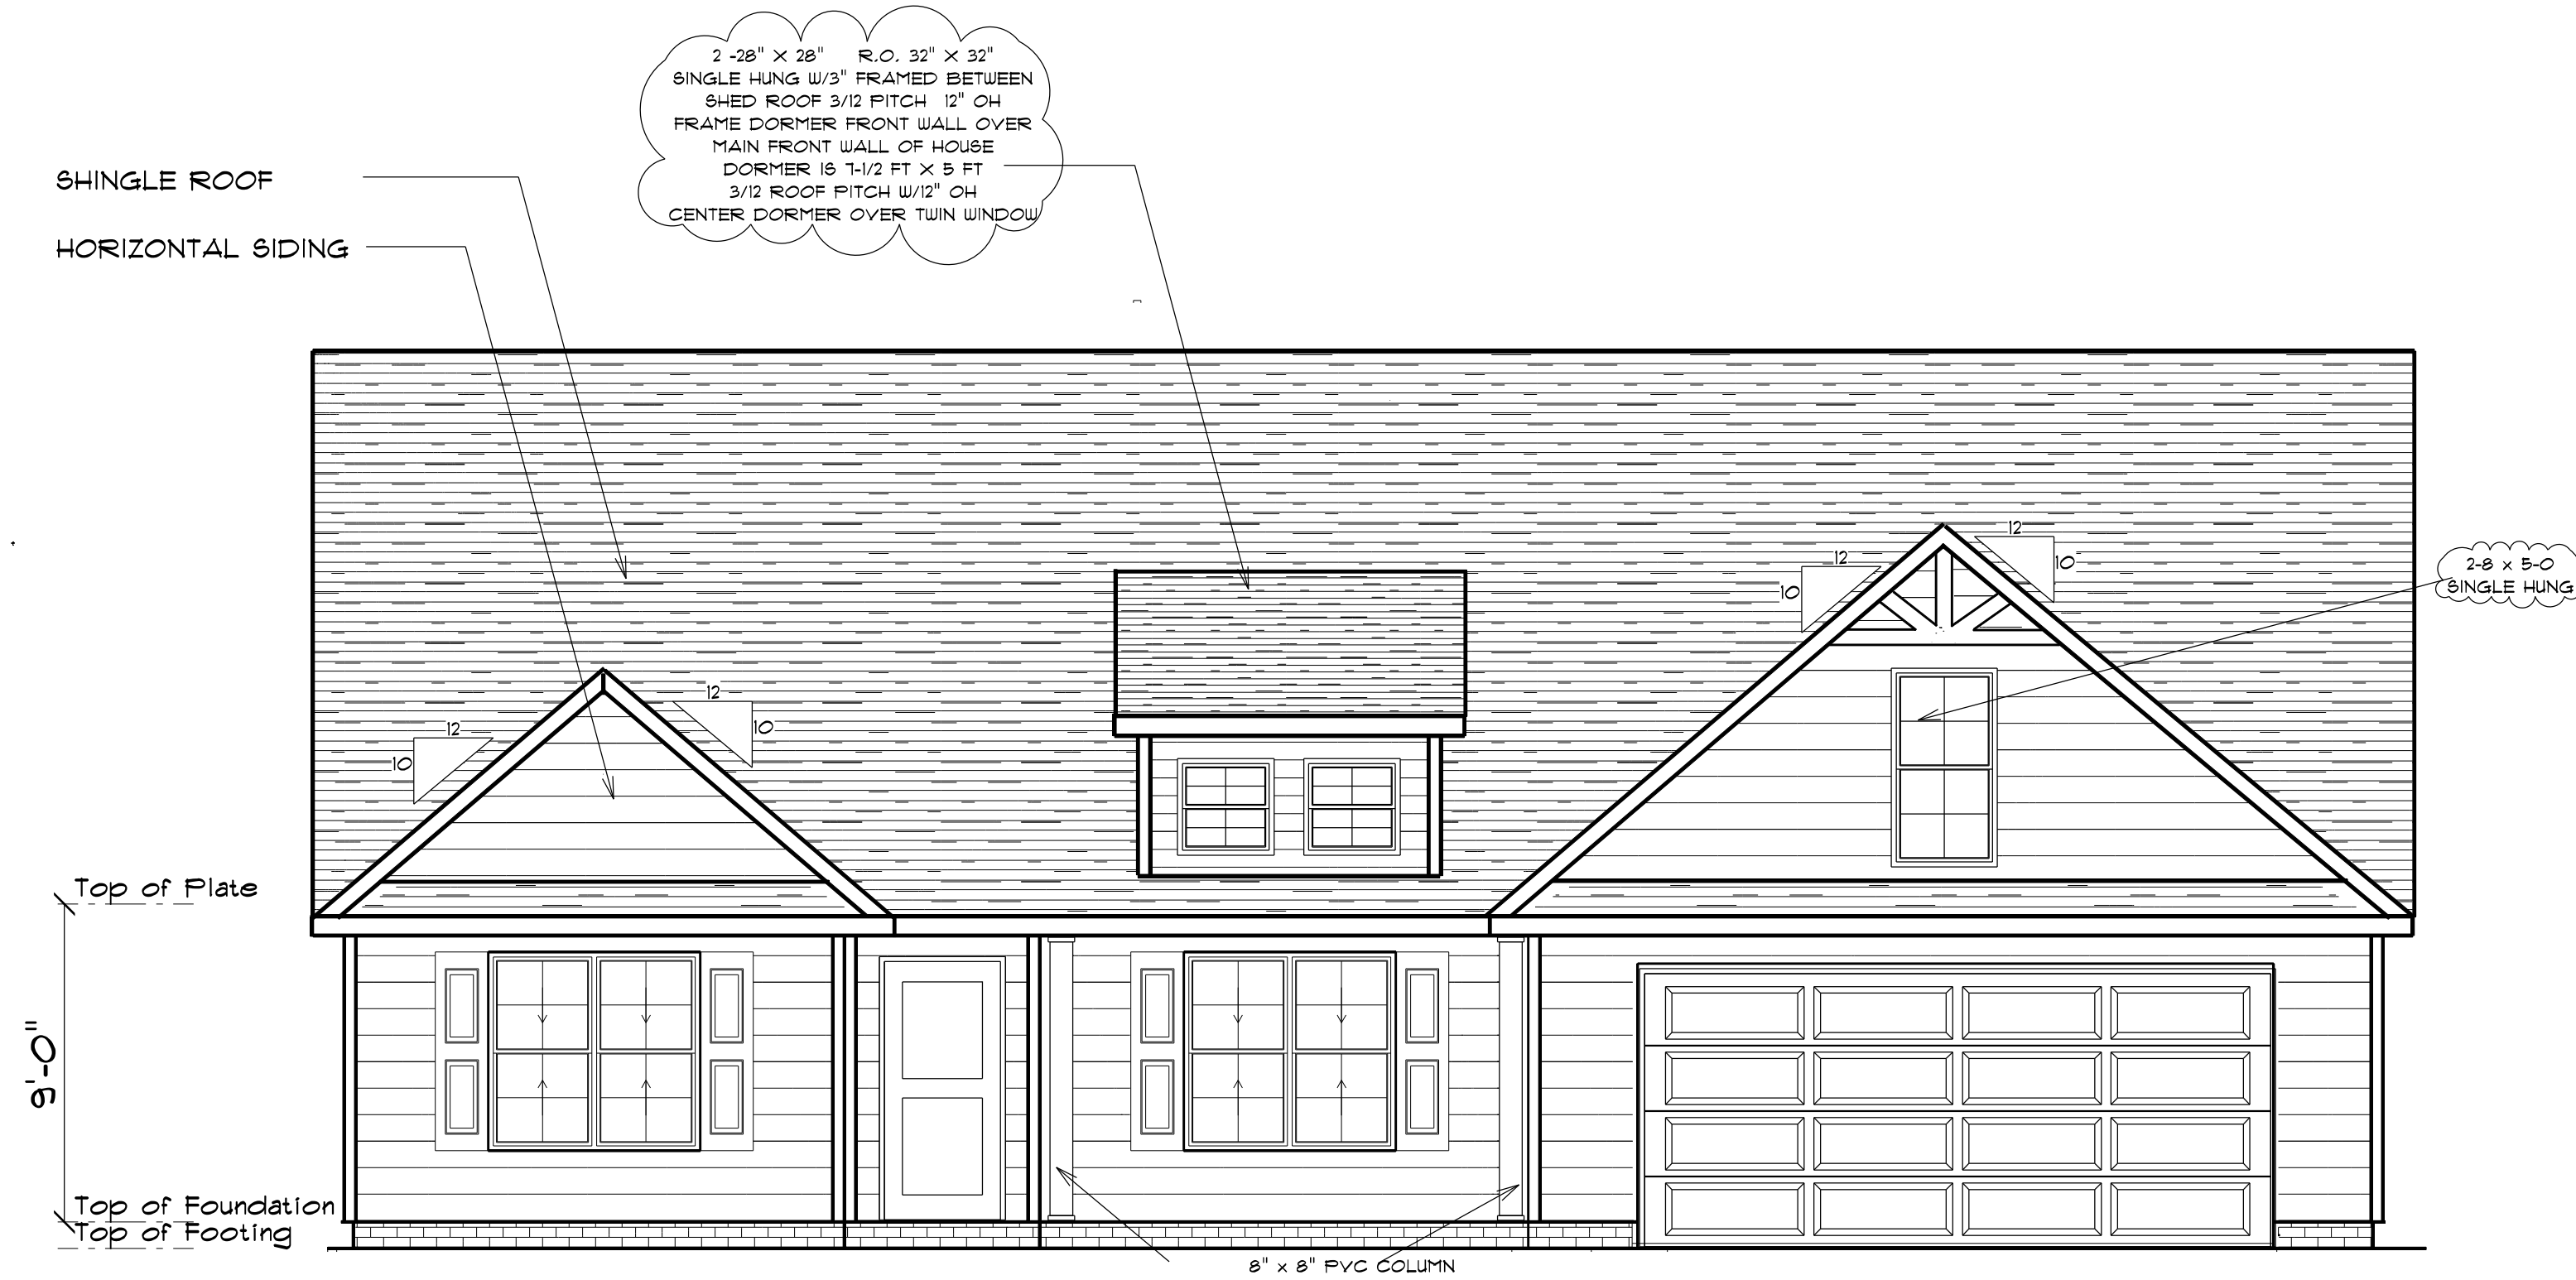 2 -28" X 28" R.O. 32" X 32"
SINGLE HUNG W/3" FRAMED BETWEEN
SHED ROOF 3/12 PITCH 12" OH
FRAME DORMER FRONT WALL OVER
MAIN FRONT WALL OF HOUSE
DORMER IS 7-1/2 FT X 5 FT
3/12 ROOF PITCH W/12" OH
CENTER DORMER OVER TWIN WINDOW
SHINGLE ROOF
HORIZONTAL SIDING
12
10
12
10
2-8 x 5-0
SINGLE HUNG
12
10
12
10
Top of Plate
9'-0"
Top of Foundation
Top of Footing
8" x 8" PVC COLUMN